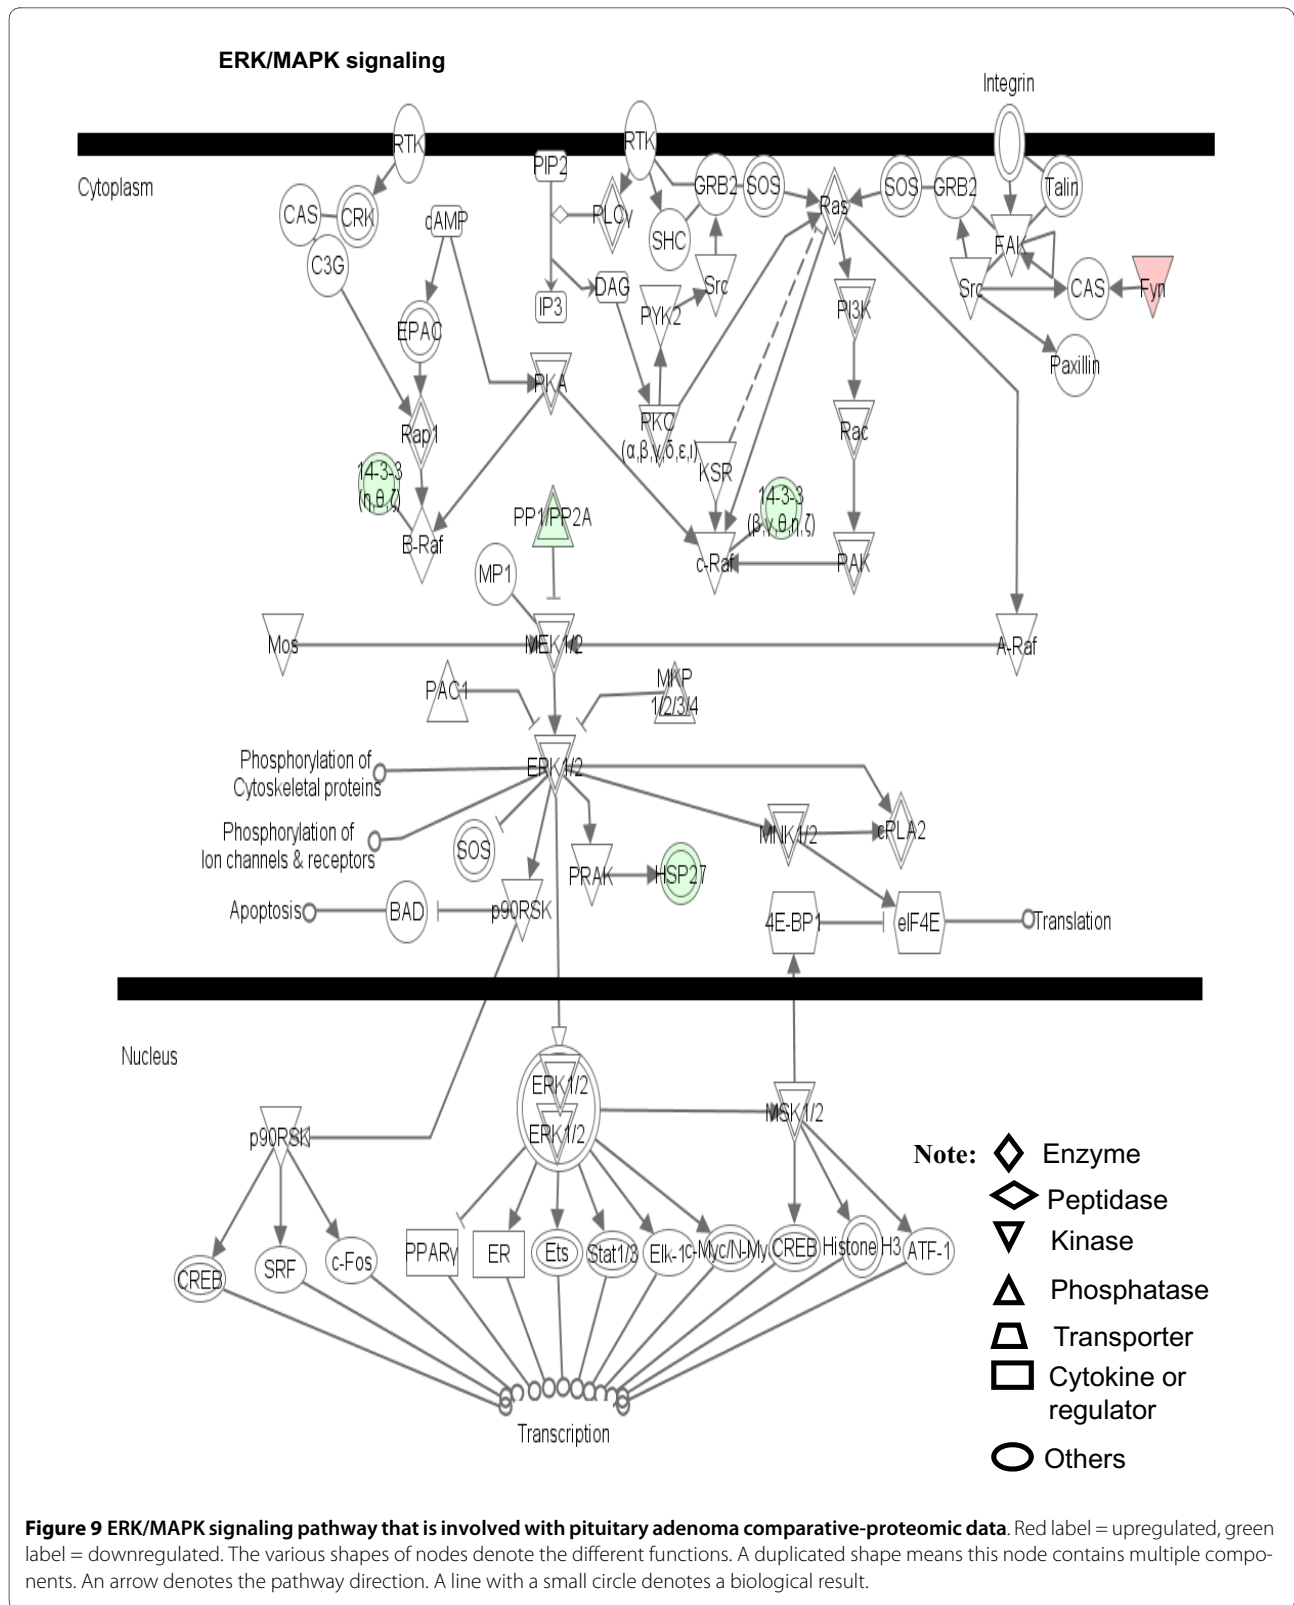 ERK/MAPK signaling
Integrin
RTK
RTK
PIP2
Cytoplasm
CAS
CRK
cAMP
PLCγ
GRB2
SOS
Ras
SOS
GRB2
Talin
SHC
FAK
C3G
DAG
Src
Src
CAS
Fyn
IP3
PYK2
PI3K
EPAC
Paxillin
PKA
PKC
(α,β,γ,δ,ε,ι)
Rap1
Rac
KSR
14-3-3
(η,θ,ζ)
14-3-3
(β,γ,θ,η,ζ)
PP1/PP2A
B-Raf
c-Raf
PAK
MP1
Mos
MEK1/2
A-Raf
PAC1
MKP
1/2/3/4
Phosphorylation of
Cytoskeletal proteins
ERK1/2
Phosphorylation of
Ion channels & receptors
SOS
MNK1/2
cPLA2
PRAK
HSP27
Apoptosis
BAD
p90RSK
4E-BP1
eIF4E
Translation
Nucleus
ERK1/2
ERK1/2
MSK1/2
p90RSK
CREB
SRF
c-Fos
PPARγ
ER
Ets
Stat1/3
Elk-1
c-Myc/N-My
CREB
Histone H3
ATF-1
Transcription
Note:
Enzyme
Peptidase
Kinase
Phosphatase
Transporter
Cytokine or
regulator
Others
Figure 9 ERK/MAPK signaling pathway that is involved with pituitary adenoma comparative-proteomic data. Red label = upregulated, green
label = downregulated. The various shapes of nodes denote the different functions. A duplicated shape means this node contains multiple compo-
nents. An arrow denotes the pathway direction. A line with a small circle denotes a biological result.